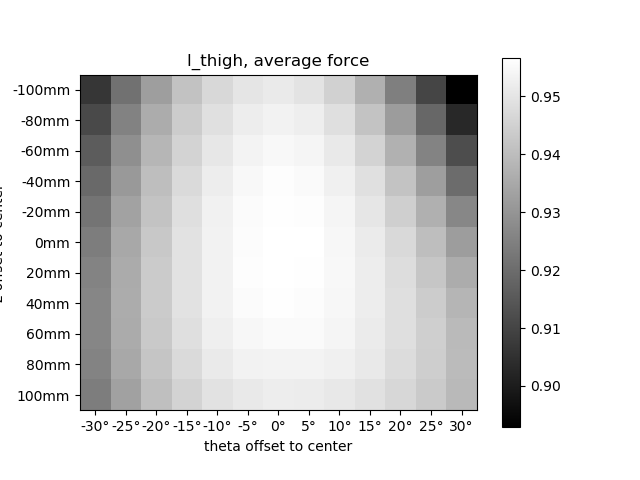 l_thigh, average force
-100mm
-80mm
-60mm
-40mm
-20mm
0mm
20mm
40mm
60mm
80mm
100mm
-30° -25° -20° -15° -10° -5° 0° 5° 10° 15° 20° 25° 30°
theta offset to center
0.95
0.94
0.93
0.92
0.91
0.90